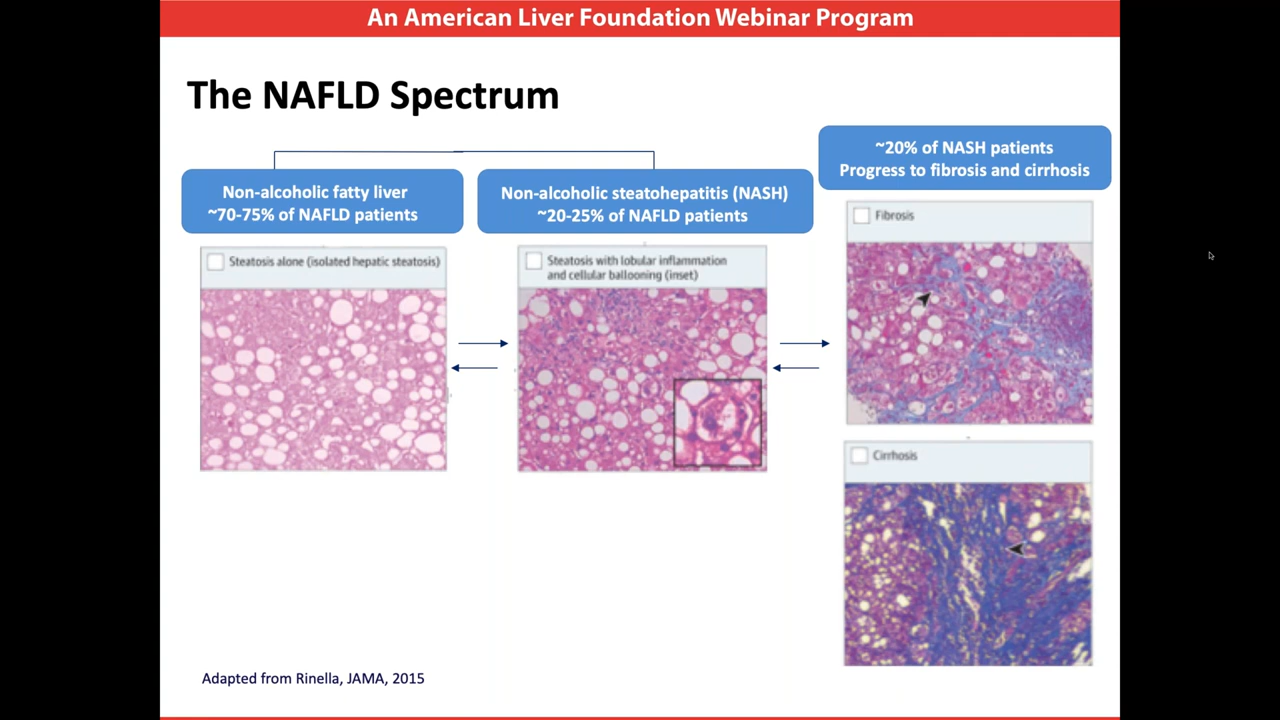 An American Liver Foundation Webinar Program
The NAFLD Spectrum
Non-alcoholic fatty liver
~70-75% of NAFLD patients
Non-alcoholic steatohepatitis (NASH)
~20-25% of NAFLD patients
~20% of NASH patients
Progress to fibrosis and cirrhosis
Steatosis alone (isolated hepatic steatosis)
Steatosis with lobular inflammation
and cellular ballooning (inset)
Fibrosis
Cirrhosis
Adapted from Rinella, JAMA, 2015